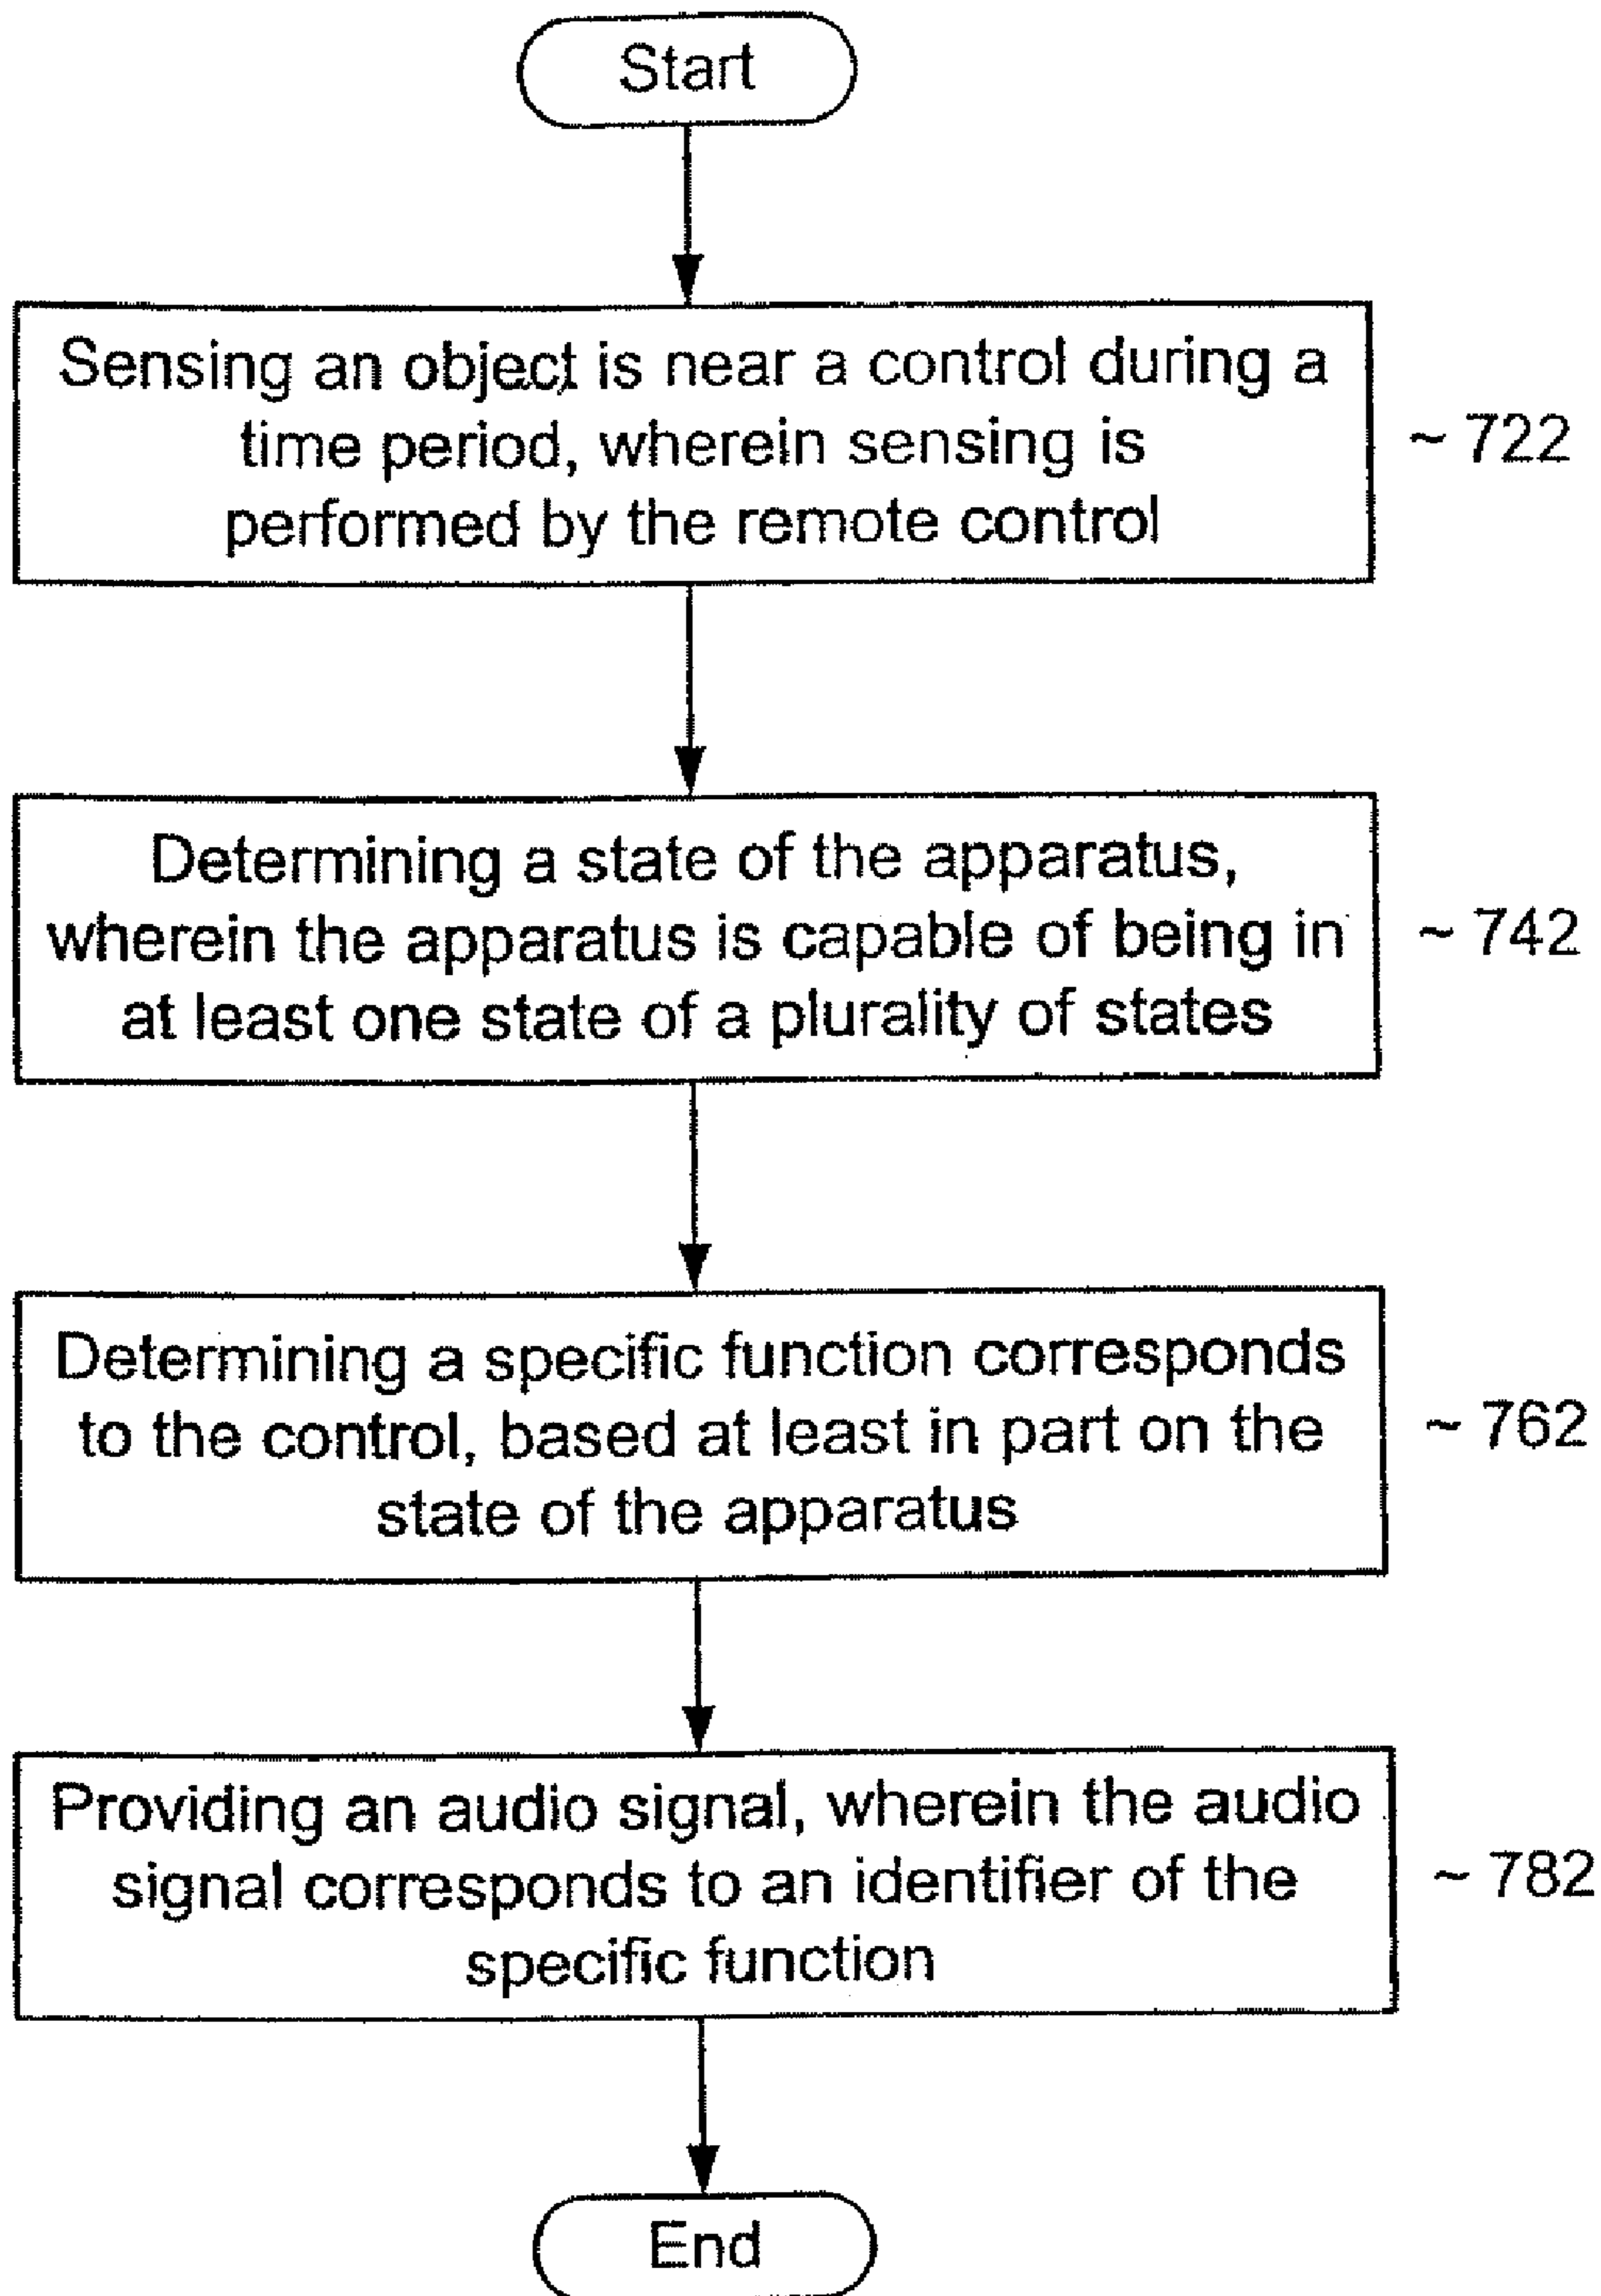 Start
Sensing an object is near a control during a
time period, wherein sensing is
performed by the remote control
~ 722
Determining a state of the apparatus,
wherein the apparatus is capable of being in
at least one state of a plurality of states
~ 742
Determining a specific function corresponds
to the control, based at least in part on the
state of the apparatus
~ 762
Providing an audio signal, wherein the audio
signal corresponds to an identifier of the
specific function
~ 782
End